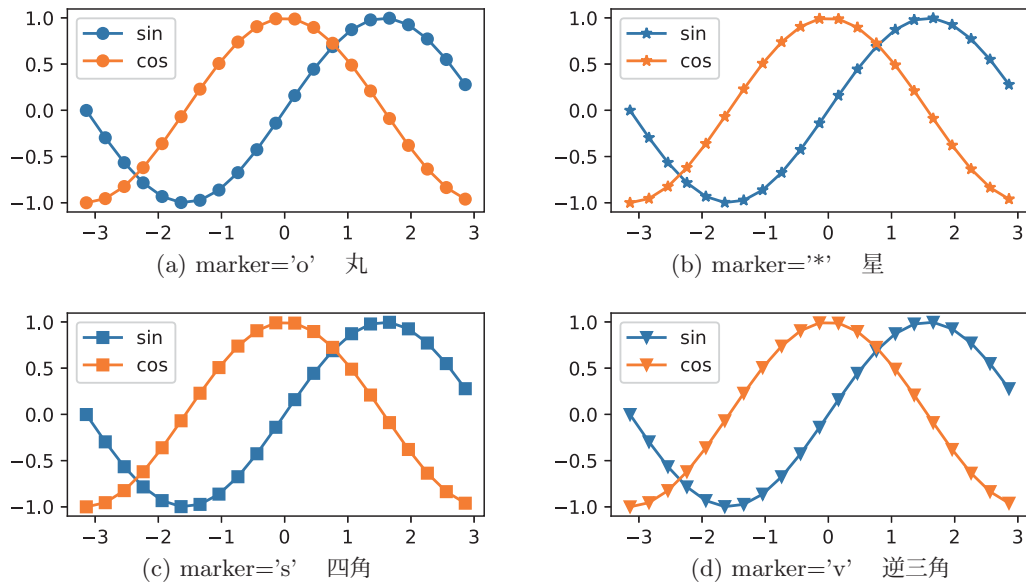 1.0
0.5
0.0
−0.5
−1.0
sin
cos
−3 −2 −1 0 1 2 3
(a) marker='o' 丸
1.0
0.5
0.0
−0.5
−1.0
sin
cos
−3 −2 −1 0 1 2 3
(b) marker='*' 星
1.0
0.5
0.0
−0.5
−1.0
sin
cos
−3 −2 −1 0 1 2 3
(c) marker='s' 四角
1.0
0.5
0.0
−0.5
−1.0
sin
cos
−3 −2 −1 0 1 2 3
(d) marker='v' 逆三角